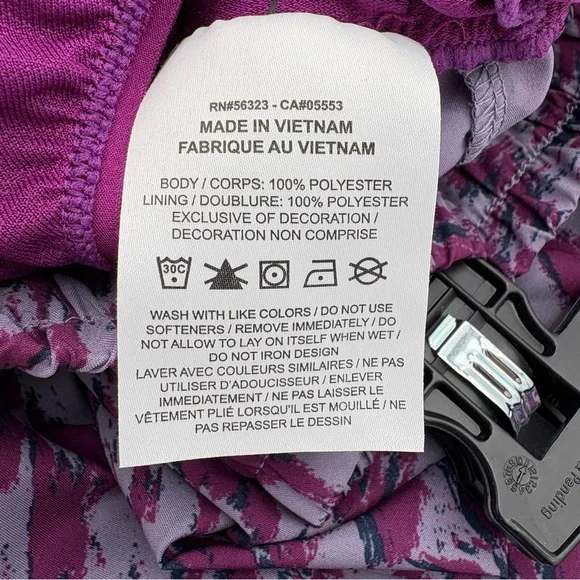 RN#56323 - CA#05553
MADE IN VIETNAM
FABRIQUE AU VIETNAM
BODY / CORPS: 100% POLYESTER
LINING / DOUBLURE: 100% POLYESTER
EXCLUSIVE OF DECORATION /
DECORATION NON COMPRISE
30C
WASH WITH LIKE COLORS / DO NOT USE
SOFTENERS / REMOVE IMMEDIATELY / DO
NOT ALLOW TO LAY ON ITSELF WHEN WET /
DO NOT IRON DESIGN
LAVER AVEC COULEURS SIMILAIRES / NE PAS
UTILISER D'ADOUCISSEUR / ENLEVER
IMMÉDIATEMENT / NE PAS LAISSER LE
VÊTEMENT PLIÉ LORSQU'IL EST MOUILLÉ / NE
PAS REPASSER LE DESSIN